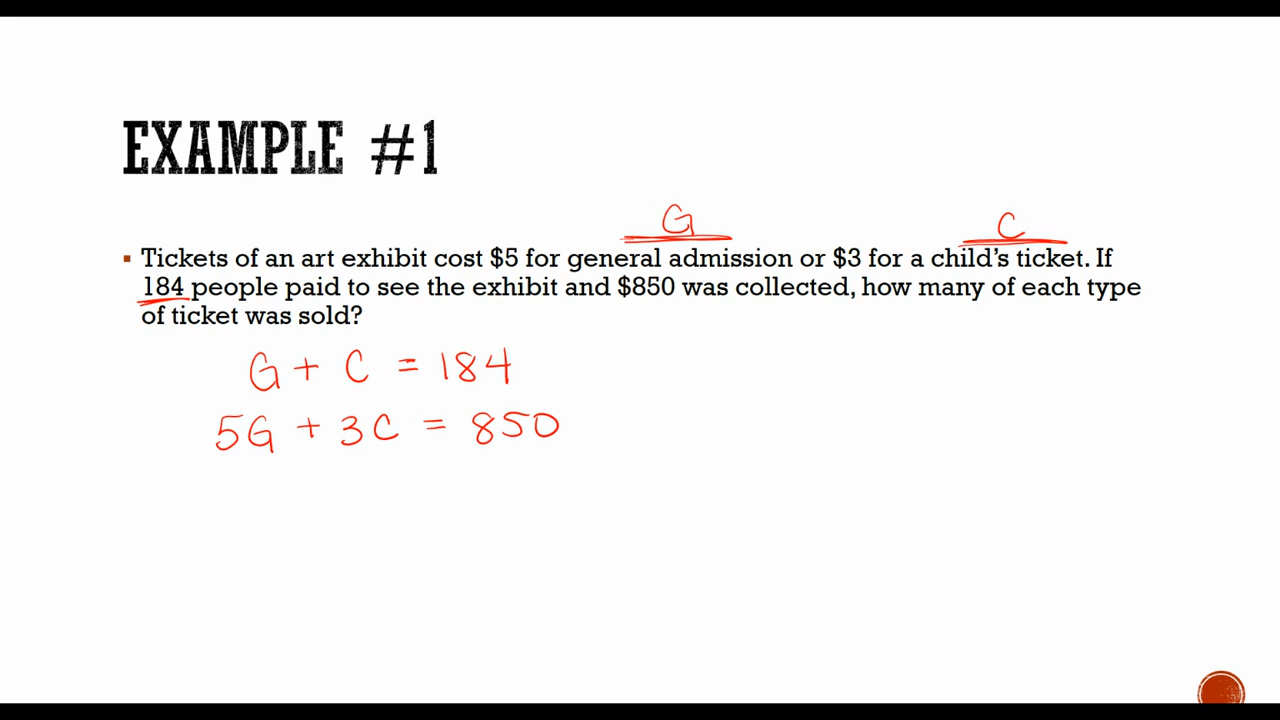 EXAMPLE #1
G C
▪ Tickets of an art exhibit cost $5 for general admission or $3 for a child's ticket. If
184 people paid to see the exhibit and $850 was collected, how many of each type
of ticket was sold?
G + C = 184
5G + 3C = 850